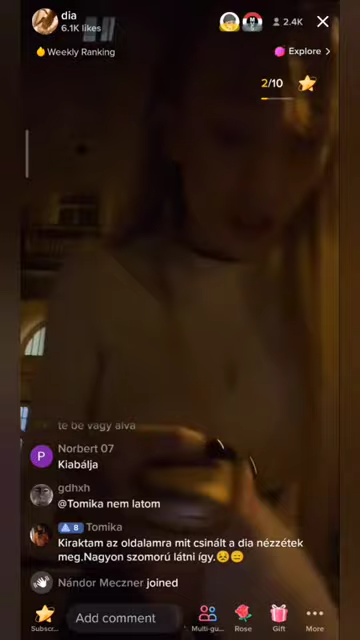 dia
6.1K likes
2.4K
Weekly Ranking
Explore >
2/10
te be vagy alva
P
Norbert 07
Kiabálja
gdhxh
@Tomika nem latom
8 Tomika
Kiraktam az oldalamra mit csinált a dia nézzétek
meg.Nagyon szomorú látni így.😣😑
Nándor Meczner joined
Subscr...
Add comment
Multi-gu...
Rose
Gift
More